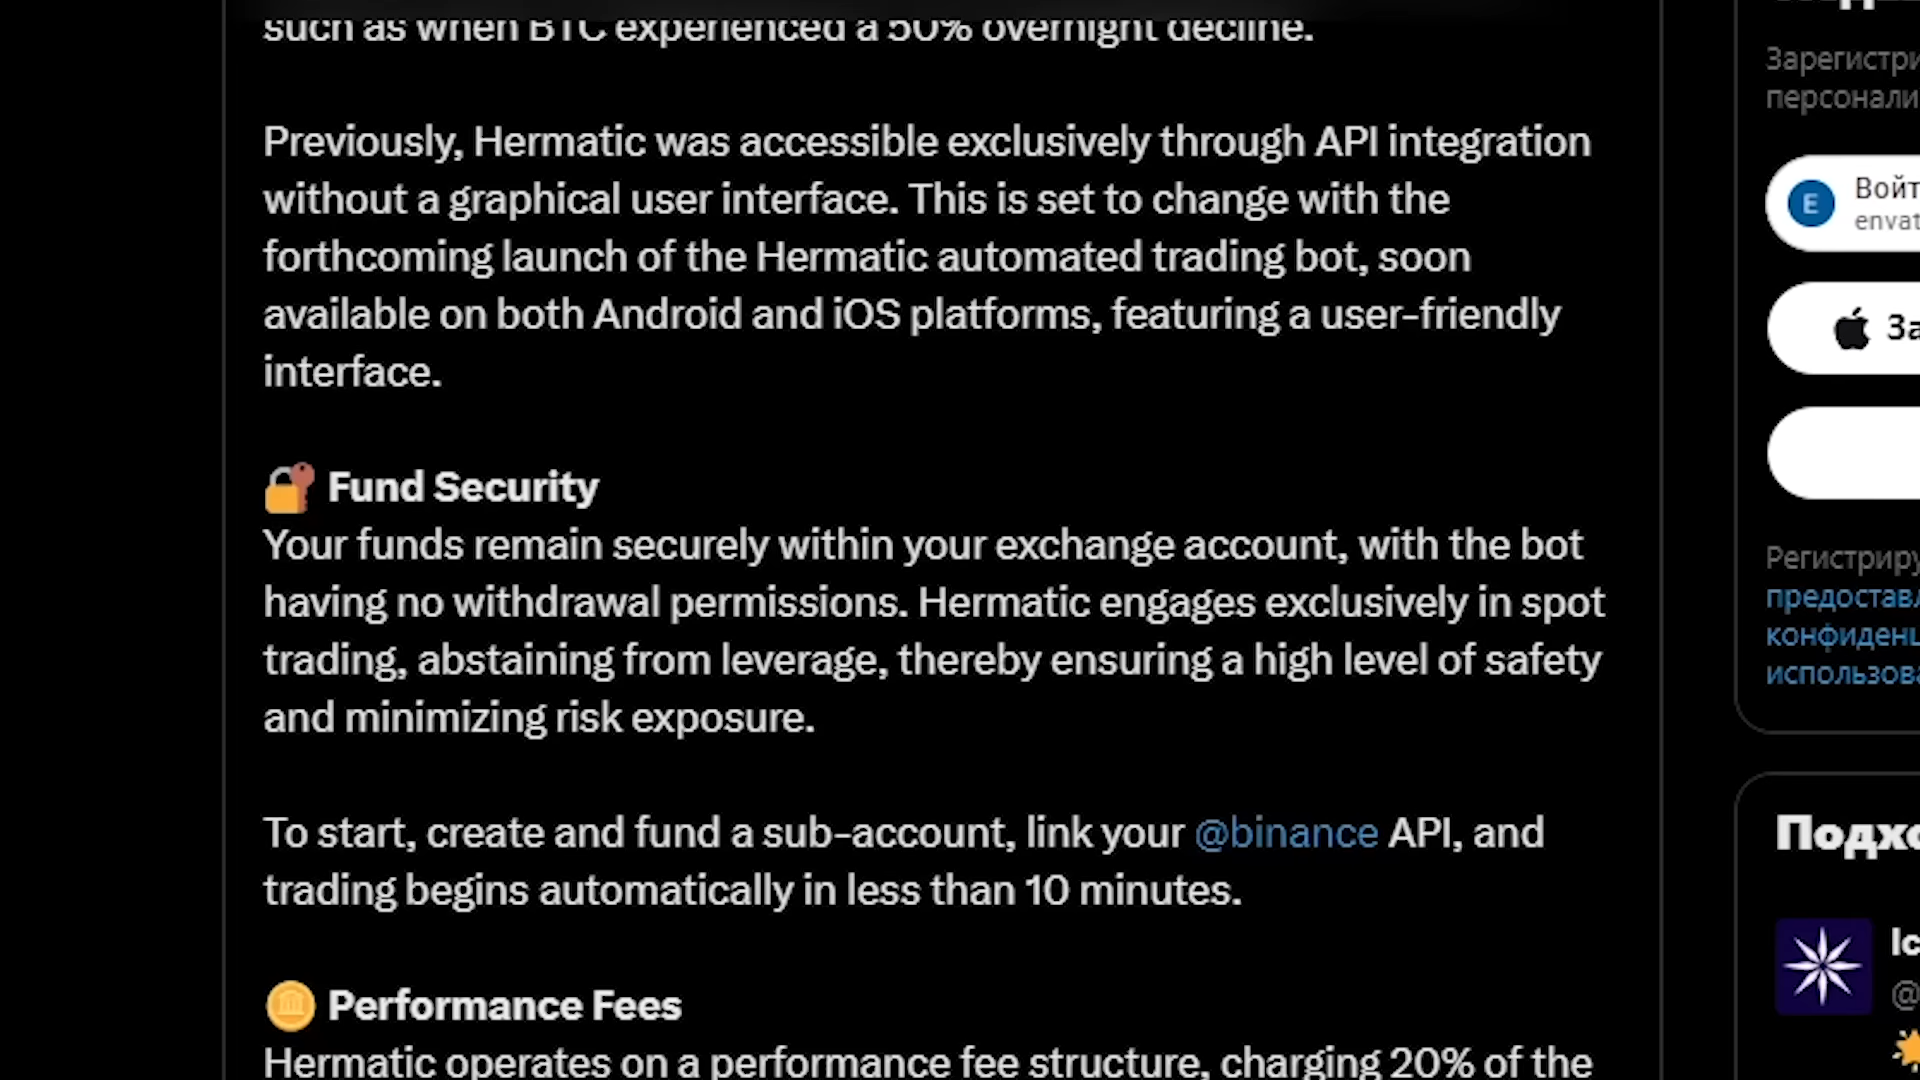 such as when BTC experienced a 50% overnight decline.
Previously, Hermatic was accessible exclusively through API integration
without a graphical user interface. This is set to change with the
forthcoming launch of the Hermatic automated trading bot, soon
available on both Android and iOS platforms, featuring a user-friendly
interface.
Fund Security
Your funds remain securely within your exchange account, with the bot
having no withdrawal permissions. Hermatic engages exclusively in spot
trading, abstaining from leverage, thereby ensuring a high level of safety
and minimizing risk exposure.
To start, create and fund a sub-account, link your @binance API, and
trading begins automatically in less than 10 minutes.
Performance Fees
Hermatic operates on a performance fee structure, charging 20% of the
Зарегистри
персонали
E
Войт
envat
За
Регистриру
предоставл
конфиденц
использова
Подхо
Ic
@